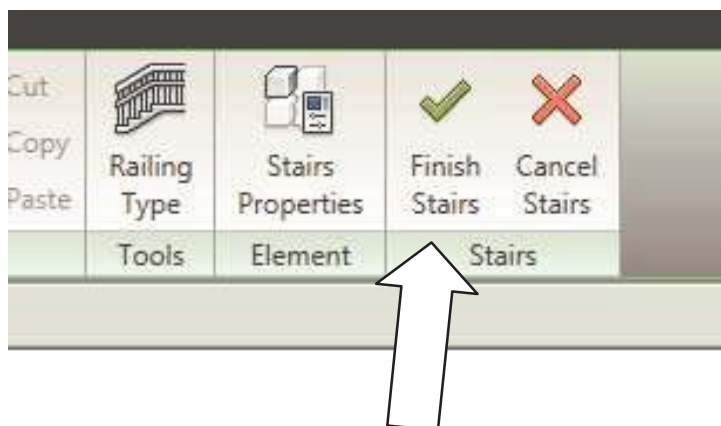 Cut
Copy
Paste
Railing
Type
Stairs
Properties
Finish
Stairs
Cancel
Stairs
Tools
Element
Stairs